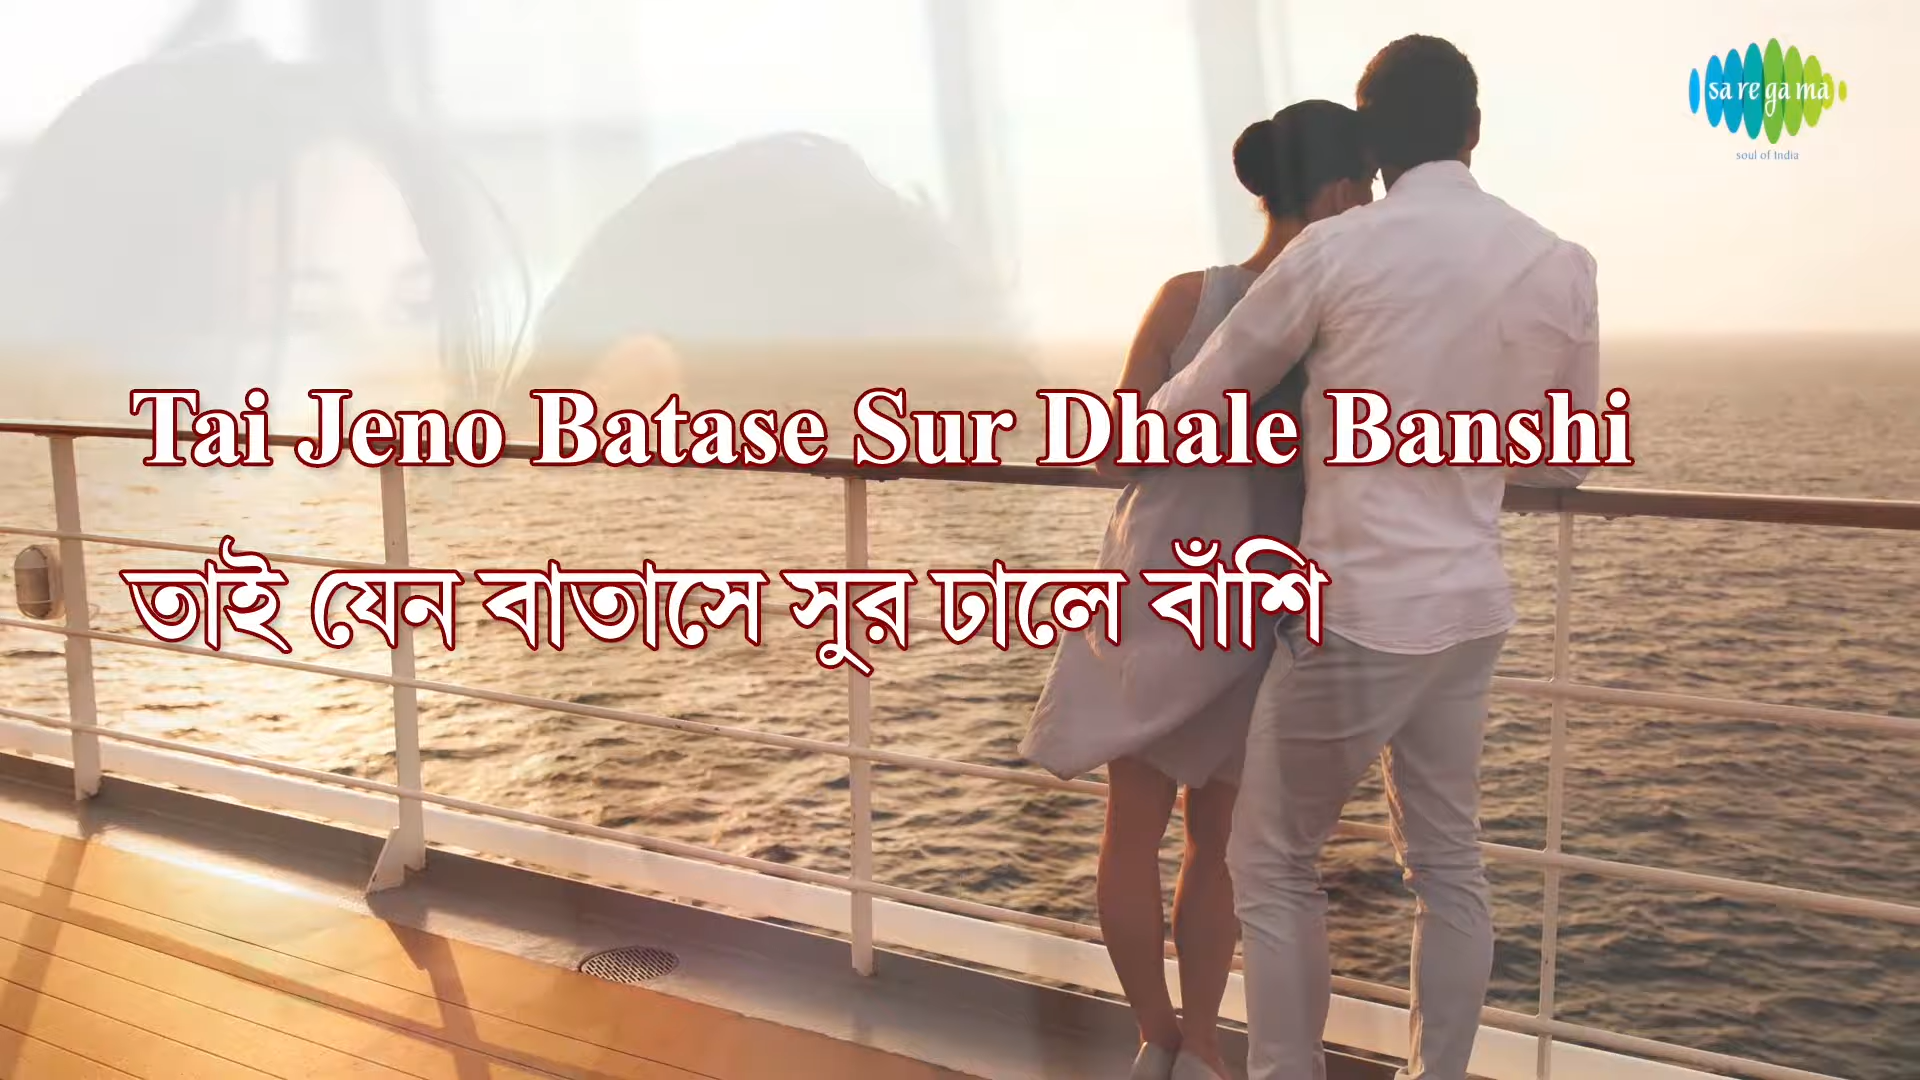 sa re ga ma
soul of India
Tai Jeno Batase Sur Dhale Banshi
তাই যেন বাতাসে সুর ঢালে বাঁশি